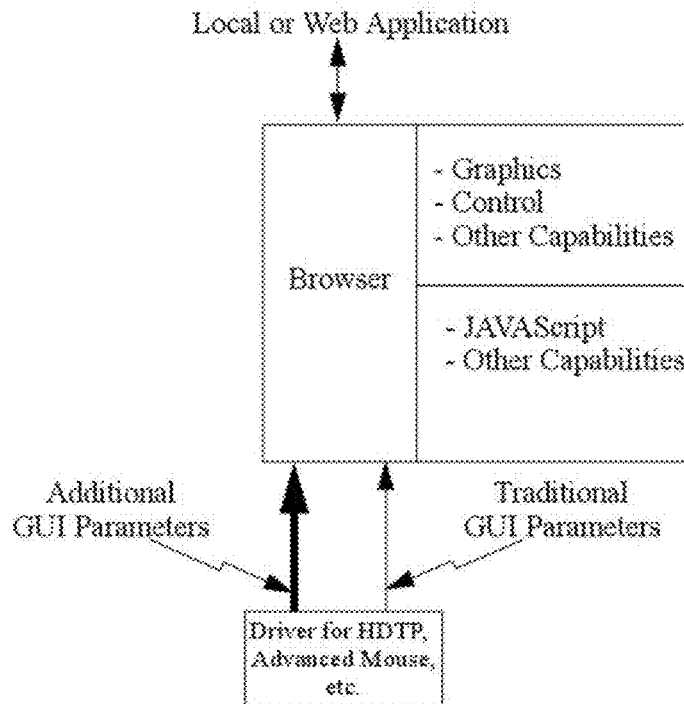 Local or Web Application
- Graphics
- Control
- Other Capabilities
Browser
- JAVAScript
- Other Capabilities
Additional
GUI Parameters
Traditional
GUI Parameters
Driver for HDTP,
Advanced Mouse,
etc.